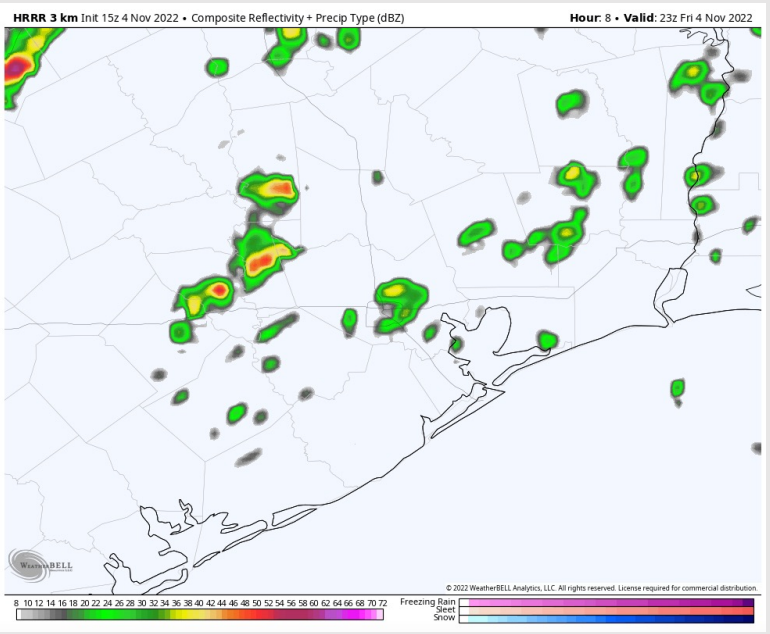 HRRR 3 km Init 15z 4 Nov 2022 • Composite Reflectivity + Precip Type (dBZ)
Hour: 8 • Valid: 23z Fri 4 Nov 2022
WEATHERBELL
© 2022 WeatherBELL Analytics, LLC. All rights reserved. License required for commercial distribution.
8 10 12 14 16 18 20 22 24 26 28 30 32 34 36 38 40 42 44 46 48 50 52 54 56 58 60 62 64 66 68 70 72
Freezing Rain
Sleet
Snow